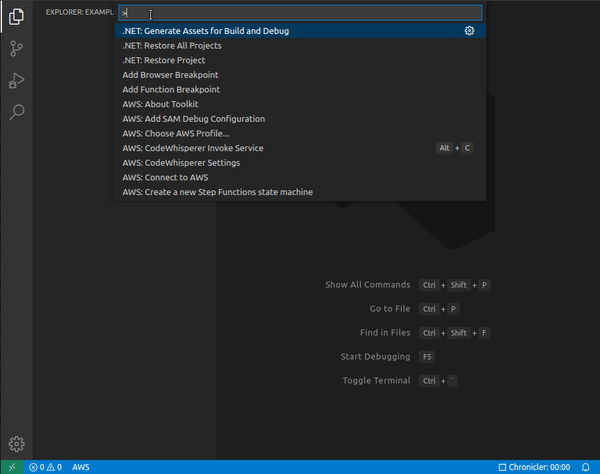 EXPLORER: EXAMPL
>
.NET: Generate Assets for Build and Debug
.NET: Restore All Projects
.NET: Restore Project
Add Browser Breakpoint
Add Function Breakpoint
AWS: About Toolkit
AWS: Add SAM Debug Configuration
AWS: Choose AWS Profile...
AWS: CodeWhisperer Invoke Service Alt + C
AWS: CodeWhisperer Settings
AWS: Connect to AWS
AWS: Create a new Step Functions state machine
Show All Commands Ctrl + Shift + P
Go to File Ctrl + P
Find in Files Ctrl + Shift + F
Start Debugging F5
Toggle Terminal Ctrl + `
0 0 AWS Chronicler: 00:00